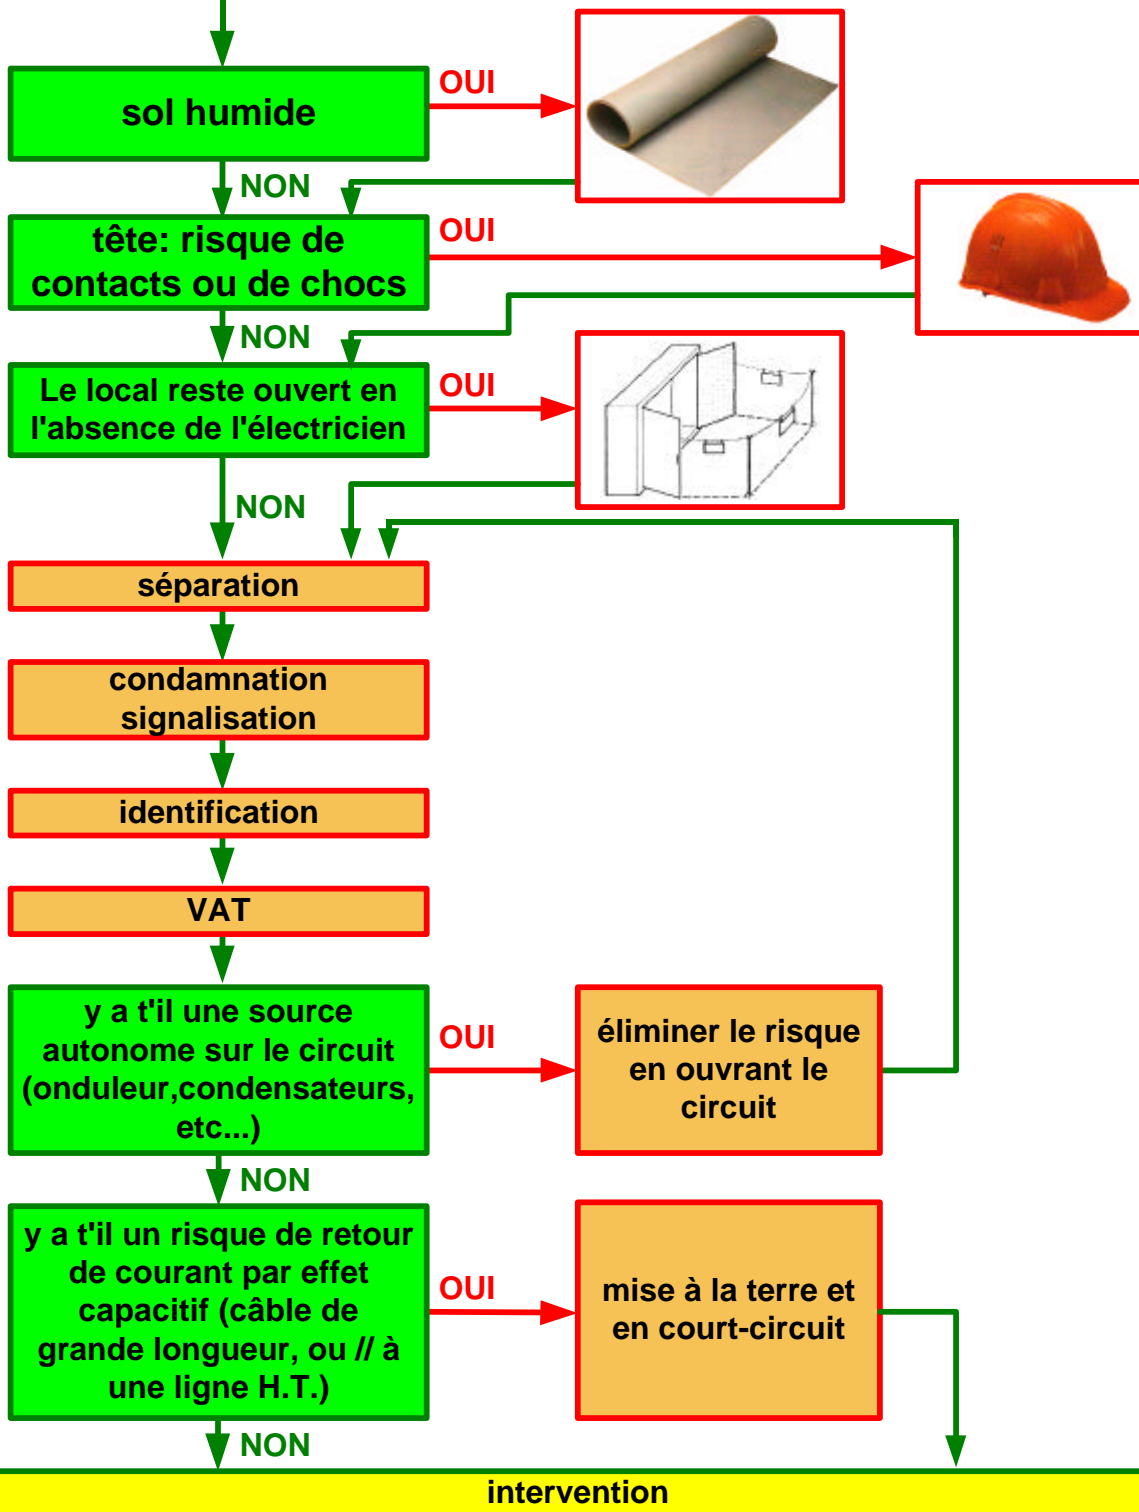 OUI
sol humide
NON
OUI
tête: risque de
contacts ou de chocs
NON
OUI
Le local reste ouvert en
l'absence de l'électricien
NON
séparation
condamnation
signalisation
identification
VAT
y a t'il une source
autonome sur le circuit
(onduleur,condensateurs,
etc...)
OUI
éliminer le risque
en ouvrant le
circuit
NON
y a t'il un risque de retour
de courant par effet
capacitif (câble de
grande longueur, ou // à
une ligne H.T.)
OUI
mise à la terre et
en court-circuit
NON
intervention